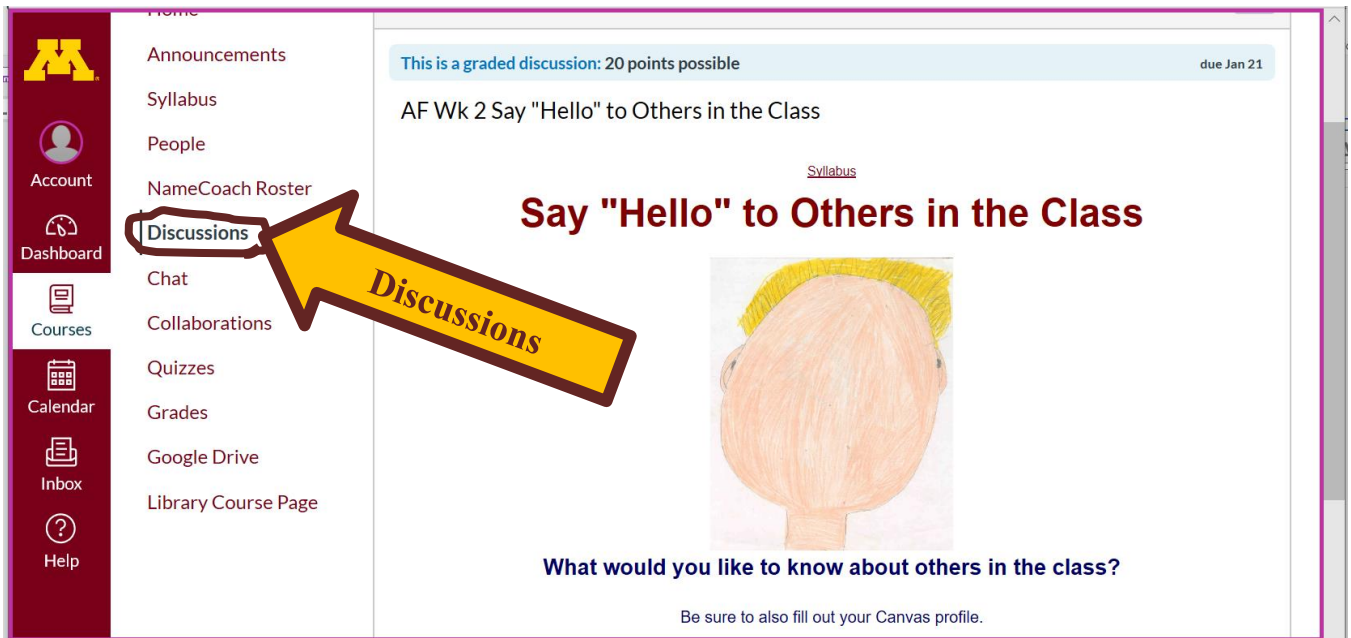 Account
Dashboard
Courses
Calendar
Inbox
Help
Home
Announcements
Syllabus
People
NameCoach Roster
Discussions
Chat
Collaborations
Quizzes
Grades
Google Drive
Library Course Page
Discussions
This is a graded discussion: 20 points possible due Jan 21
AF Wk 2 Say "Hello" to Others in the Class
Syllabus
Say "Hello" to Others in the Class
What would you like to know about others in the class?
Be sure to also fill out your Canvas profile.